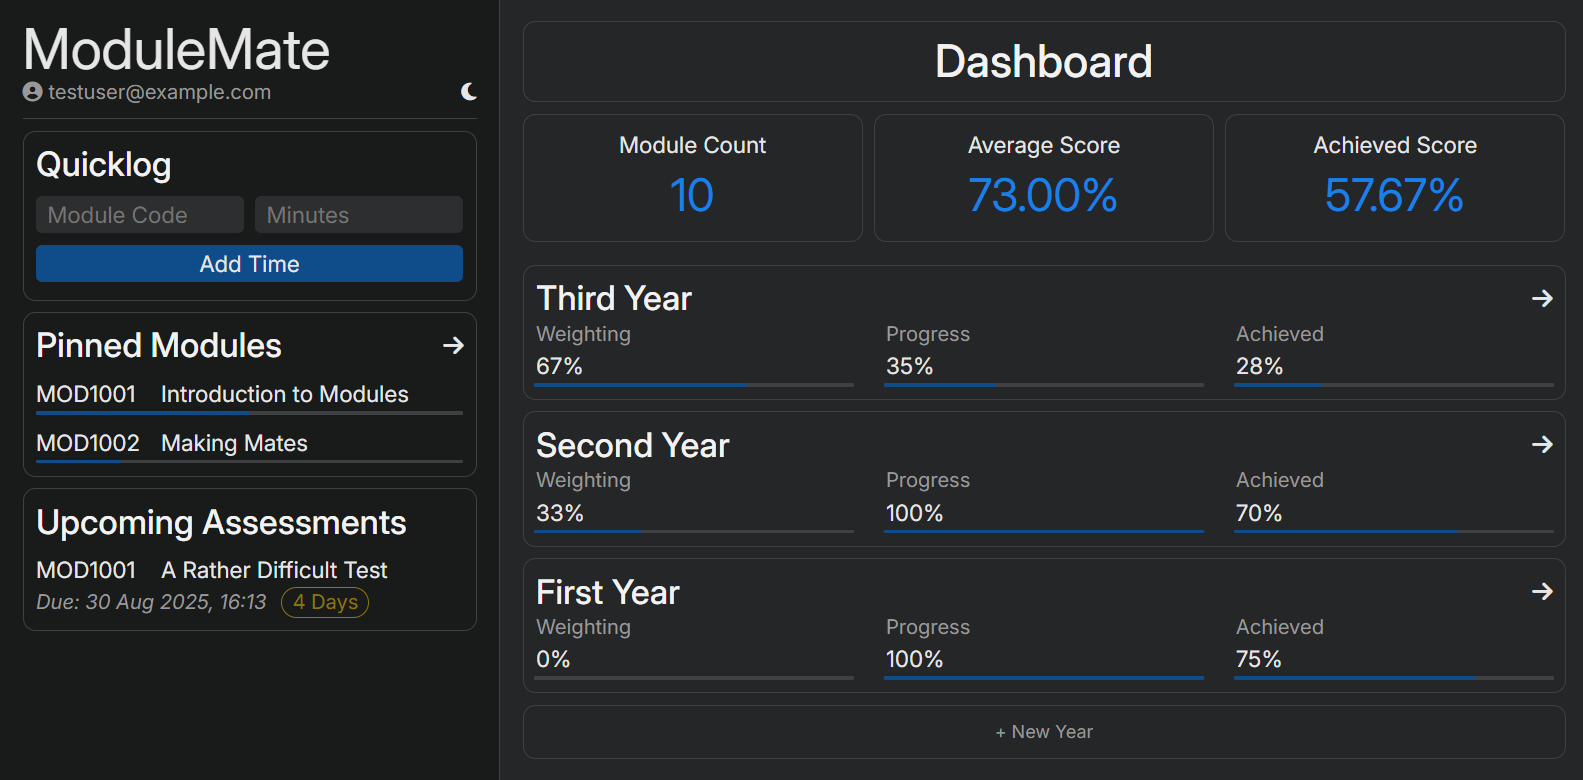 ModuleMate
testuser@example.com
Quicklog
Module Code Minutes
Add Time
Pinned Modules
MOD1001 Introduction to Modules
MOD1002 Making Mates
Upcoming Assessments
MOD1001 A Rather Difficult Test
Due: 30 Aug 2025, 16:13 4 Days
Dashboard
Module Count
10
Average Score
73.00%
Achieved Score
57.67%
Third Year
Weighting Progress Achieved
67% 35% 28%
Second Year
Weighting Progress Achieved
33% 100% 70%
First Year
Weighting Progress Achieved
0% 100% 75%
+ New Year